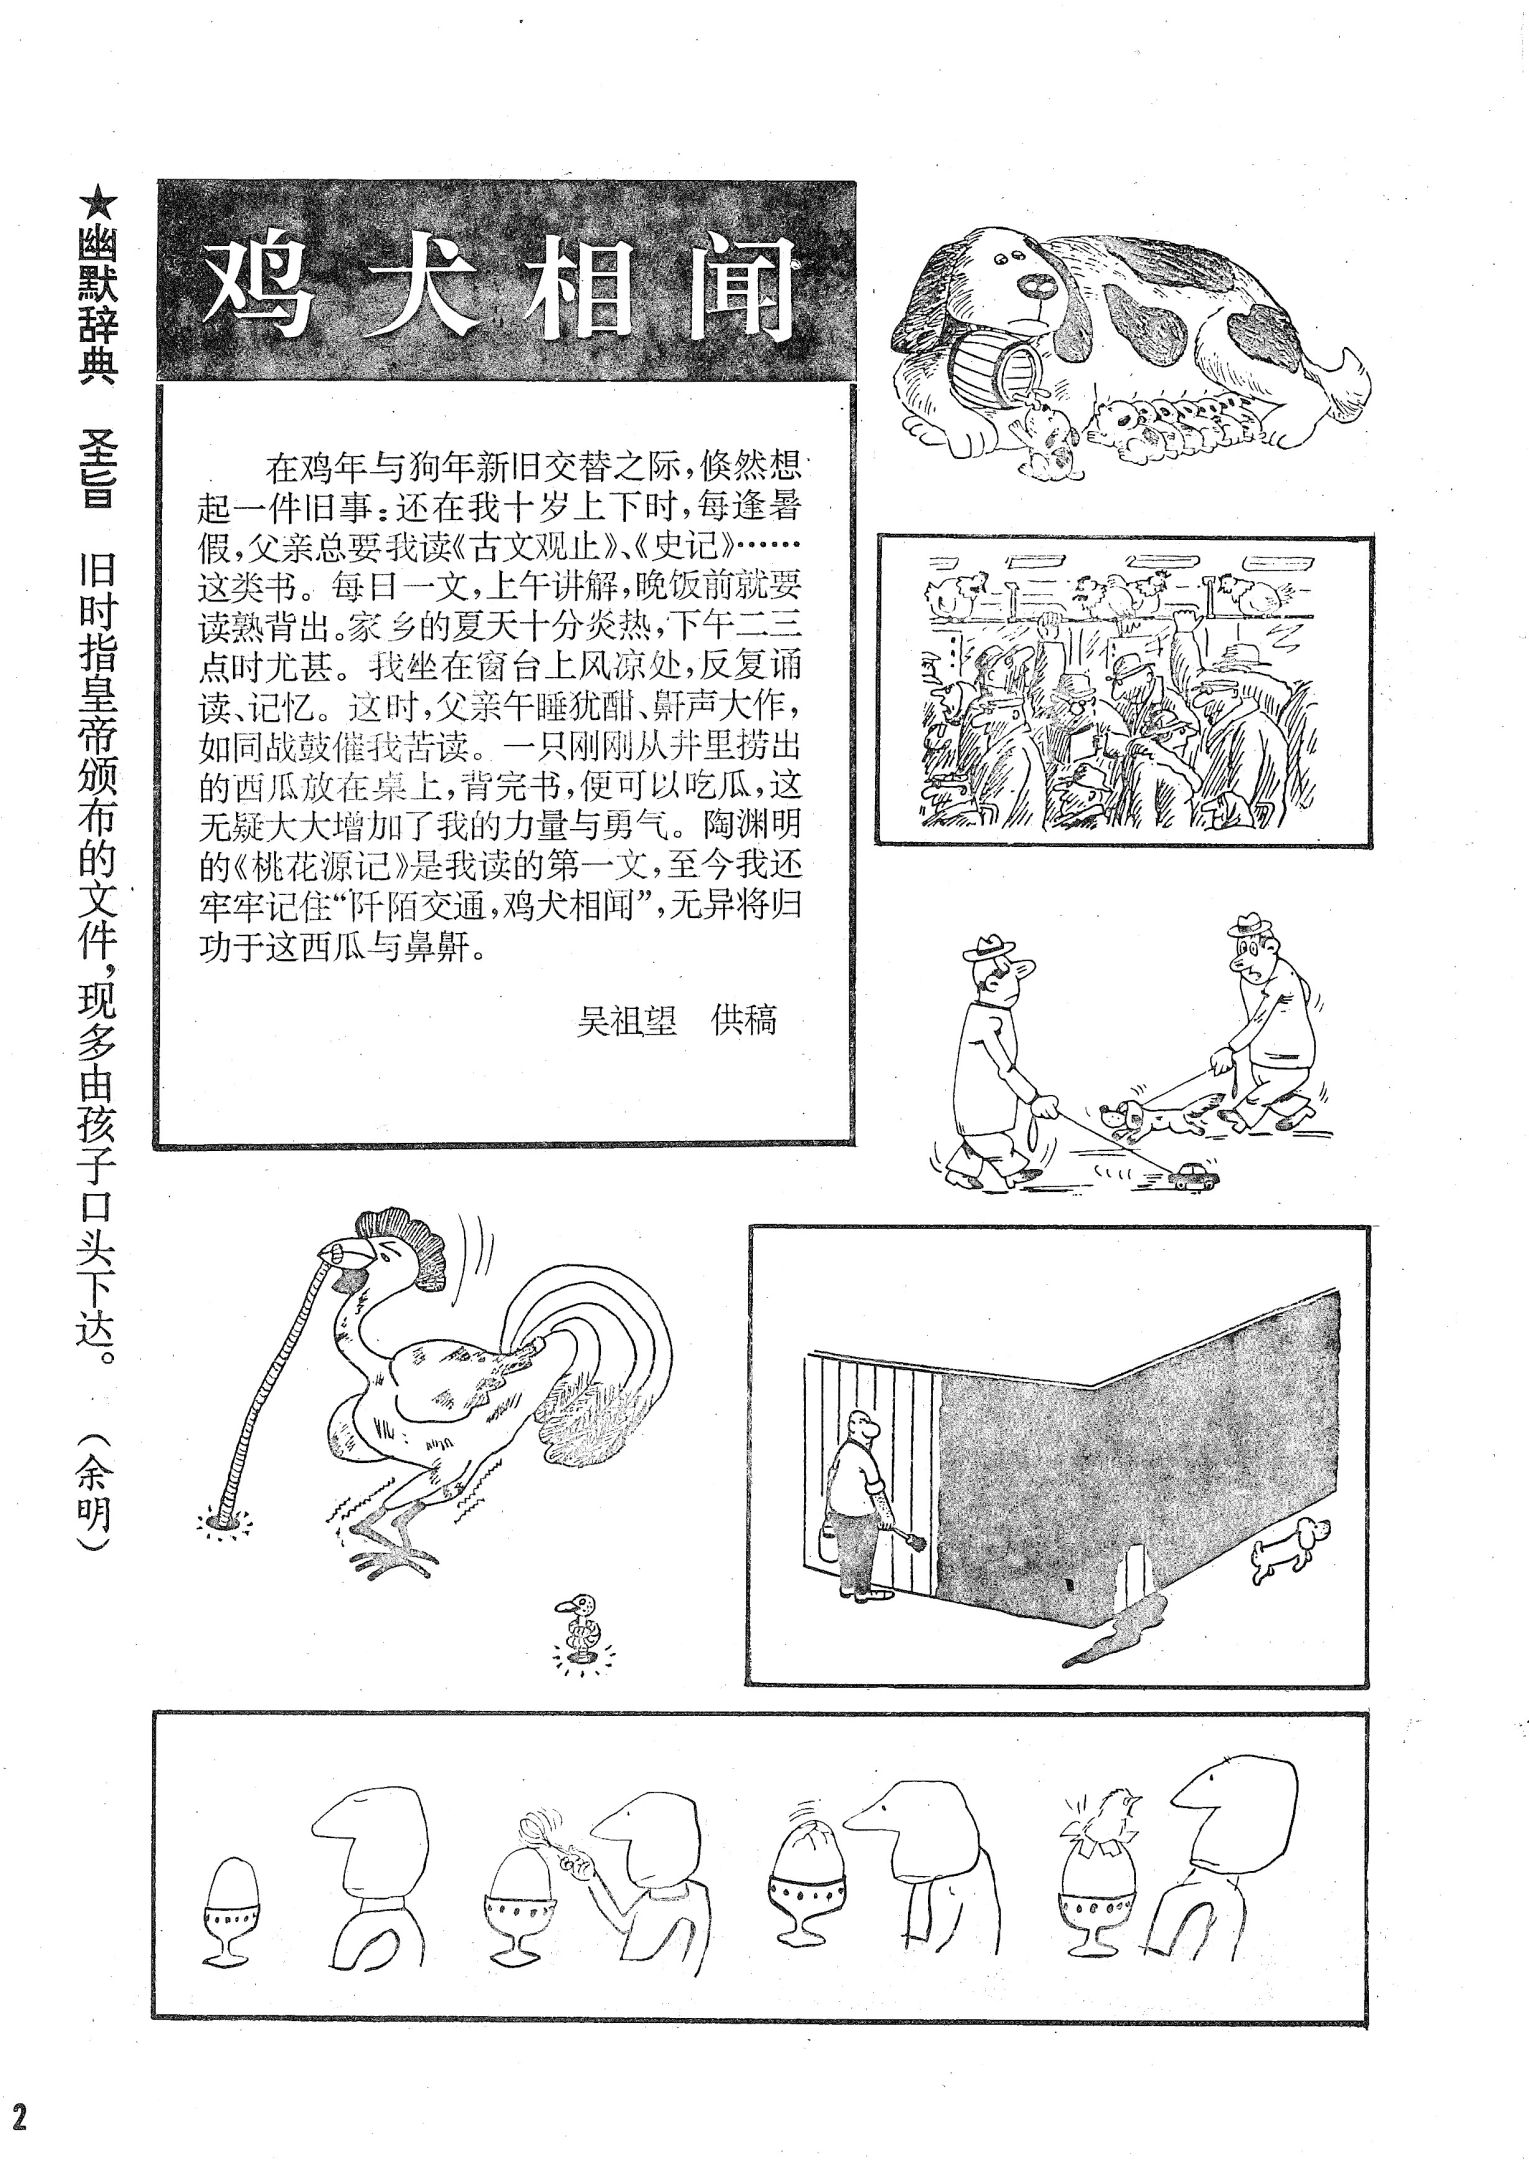 鸡犬相闻
在鸡年与狗年新旧交替之际，倏然想
起一件旧事：还在我十岁上下时，每逢暑
假，父亲总要我读《古文观止》、《史记》……
这类书。每日一文，上午讲解，晚饭前就要
读熟背出。家乡的夏天十分炎热，下午二三
点时尤甚。我坐在窗台上风凉处，反复诵
读、记忆。这时，父亲午睡犹酣、鼾声大作，
如同战鼓催我苦读。一只刚刚从井里捞出
的西瓜放在桌上，背完书，便可以吃瓜，这
无疑大大增加了我的力量与勇气。陶渊明
的《桃花源记》是我读的第一文，至今我还
牢牢记住“阡陌交通，鸡犬相闻”，无异将归
功于这西瓜与鼻鼾。
吴祖望　供稿
★幽默辞典　圣旨　旧时指皇帝颁布的文件，现多由孩子口头下达。（余明）
2